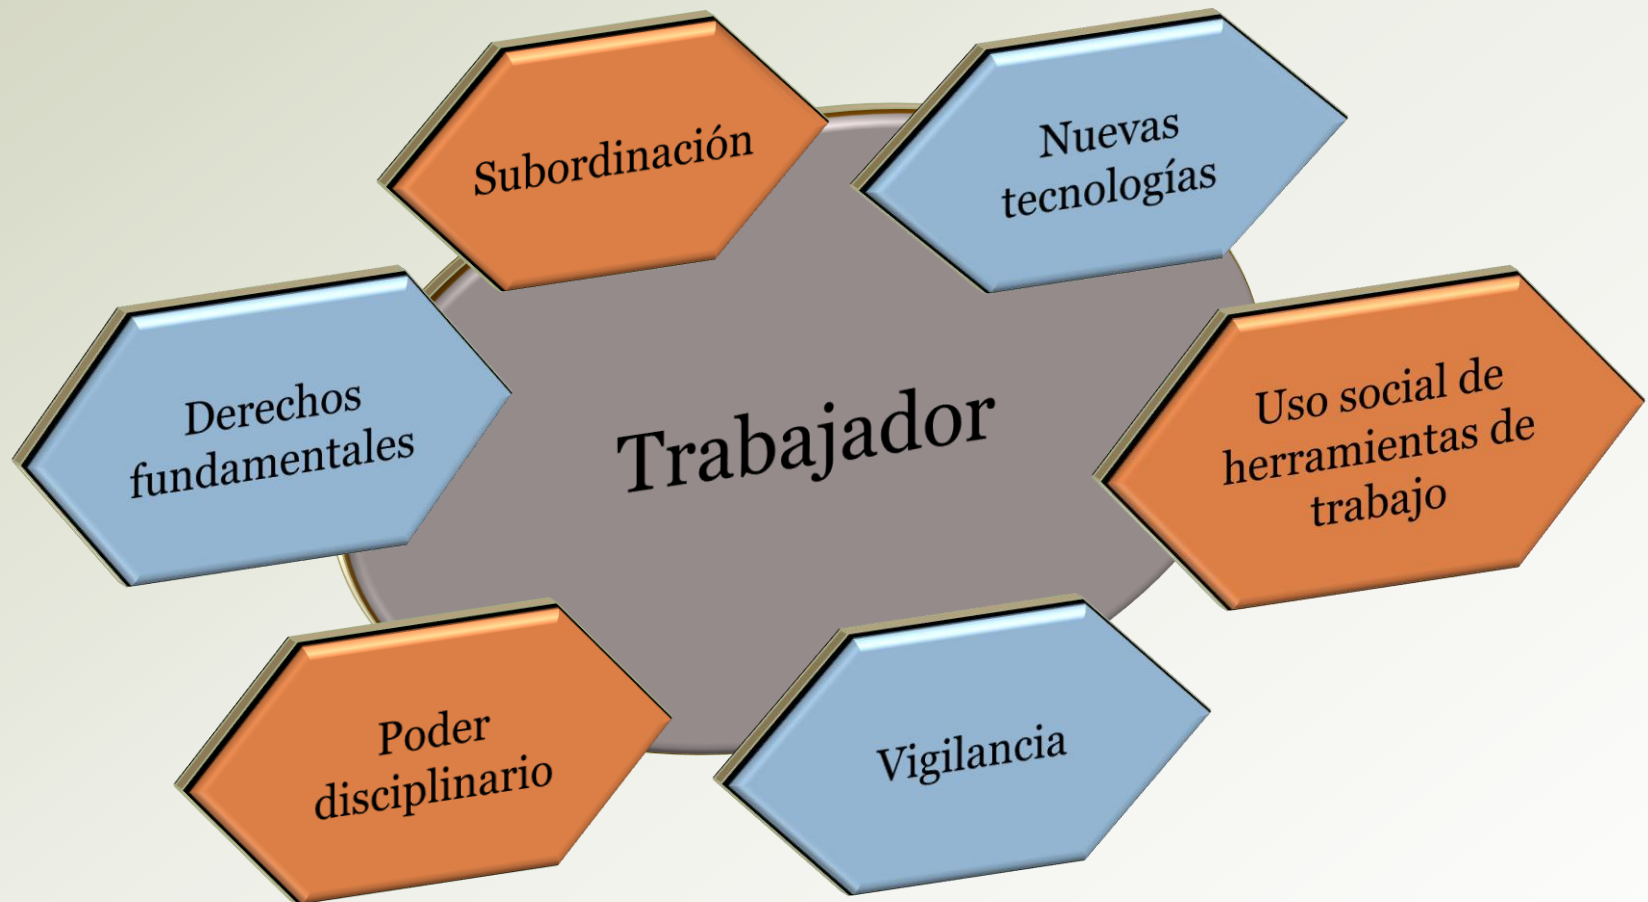 Subordinación
Nuevas
tecnologías
Derechos
fundamentales
Trabajador
Uso social de
herramientas de
trabajo
Poder
disciplinario
Vigilancia